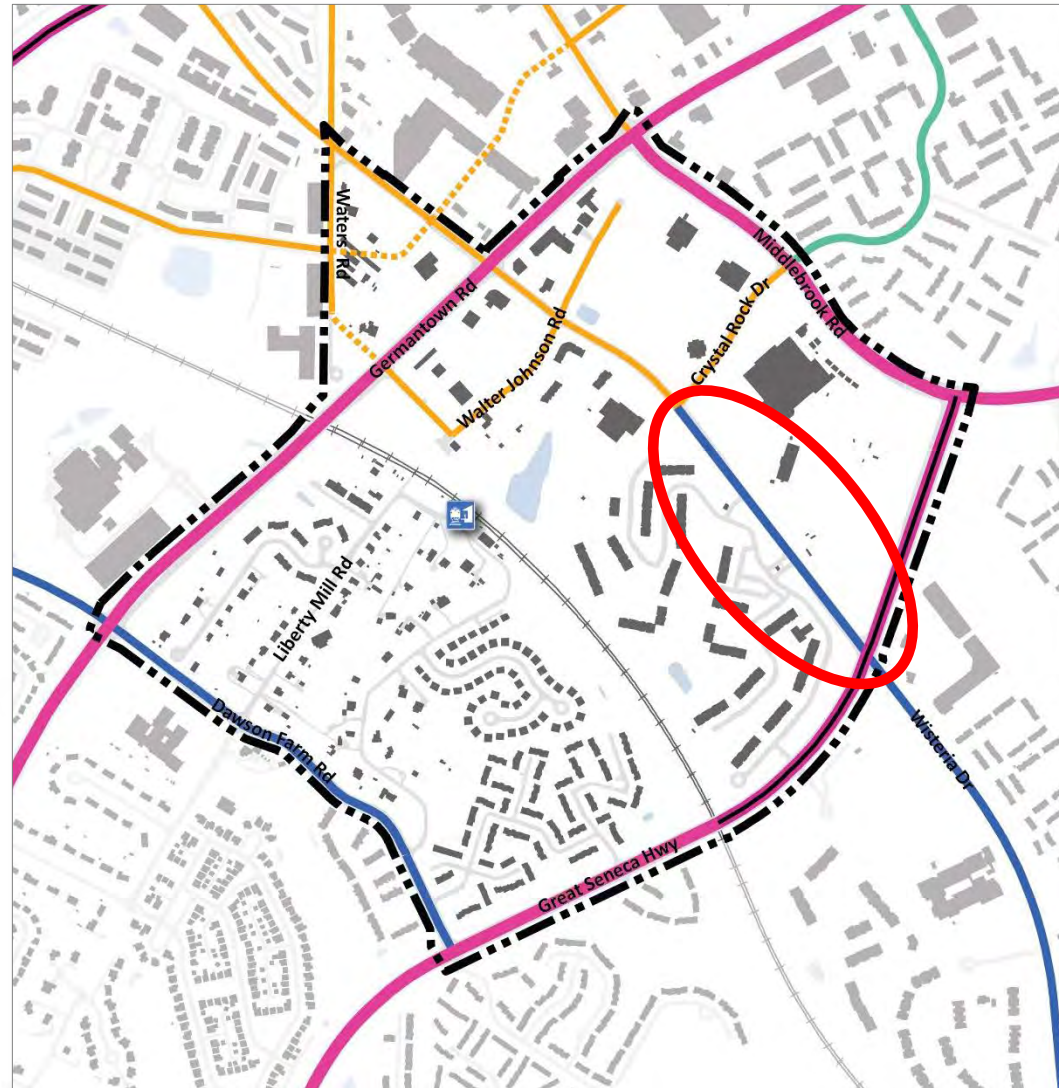 Waters Rd
Germantown Rd
Middlebrook Rd
Crystal Rock Dr
Walter Johnson Rd
Liberty Mill Rd
Dawson Farm Rd
Wisteria Dr
Great Seneca Hwy